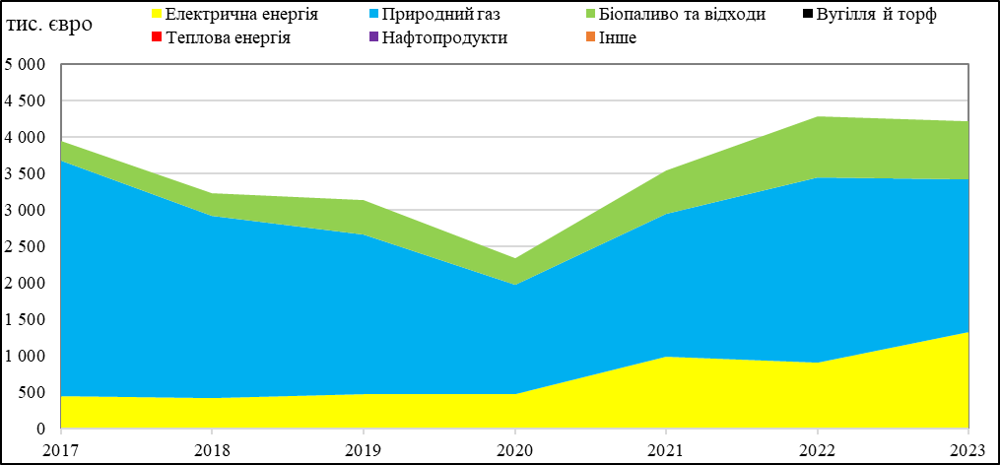 тис. євро
Електрична енергія Природний газ Біопаливо та відходи Вугілля й торф
Теплова енергія Нафтопродукти Інше
5 000
4 500
4 000
3 500
3 000
2 500
2 000
1 500
1 000
500
0
2017 2018 2019 2020 2021 2022 2023